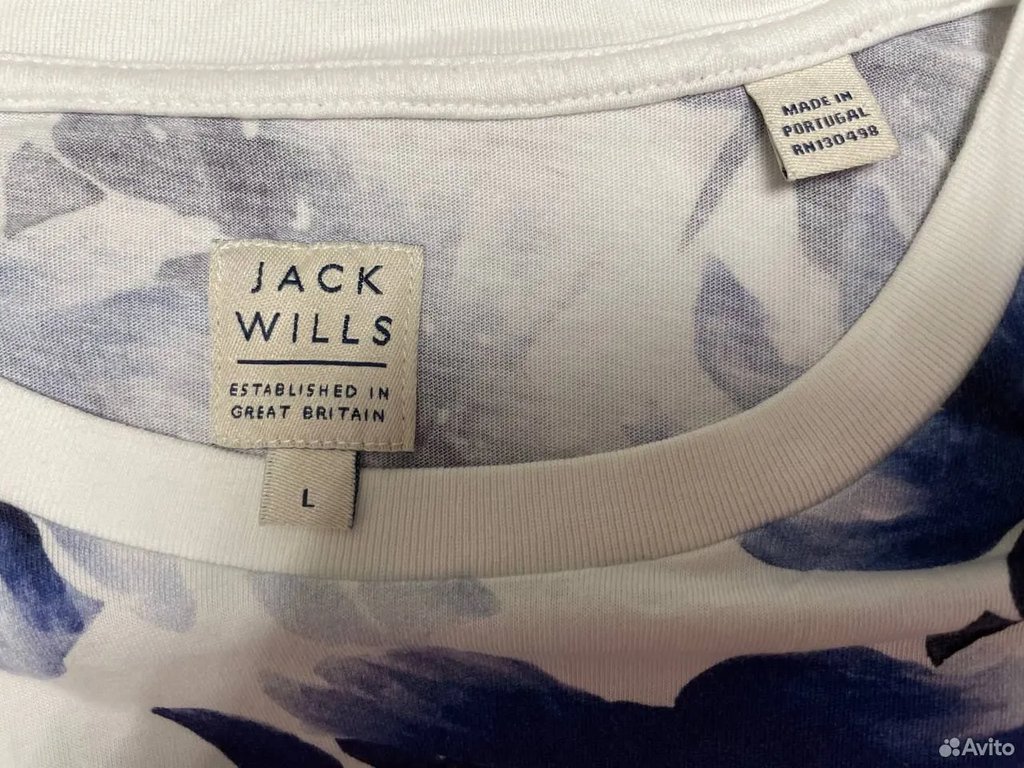 MADE IN
PORTUGAL
RN130498
JACK
WILLS
ESTABLISHED IN
GREAT BRITAIN
L
Avito